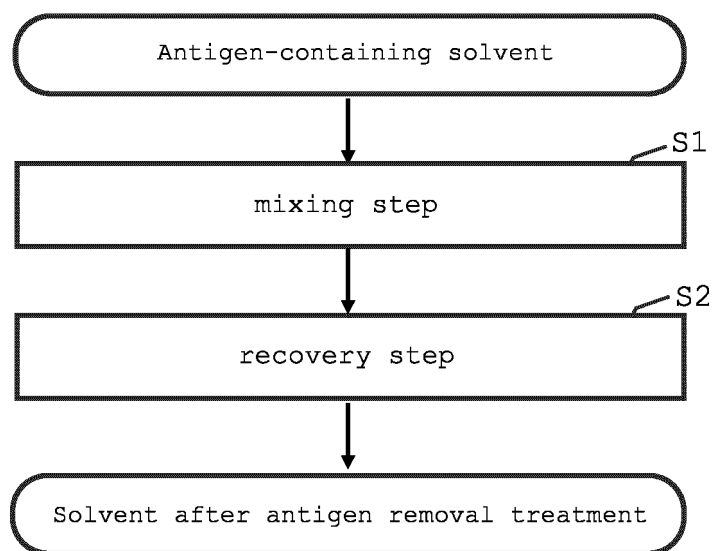 Antigen-containing solvent
S1
mixing step
S2
recovery step
Solvent after antigen removal treatment